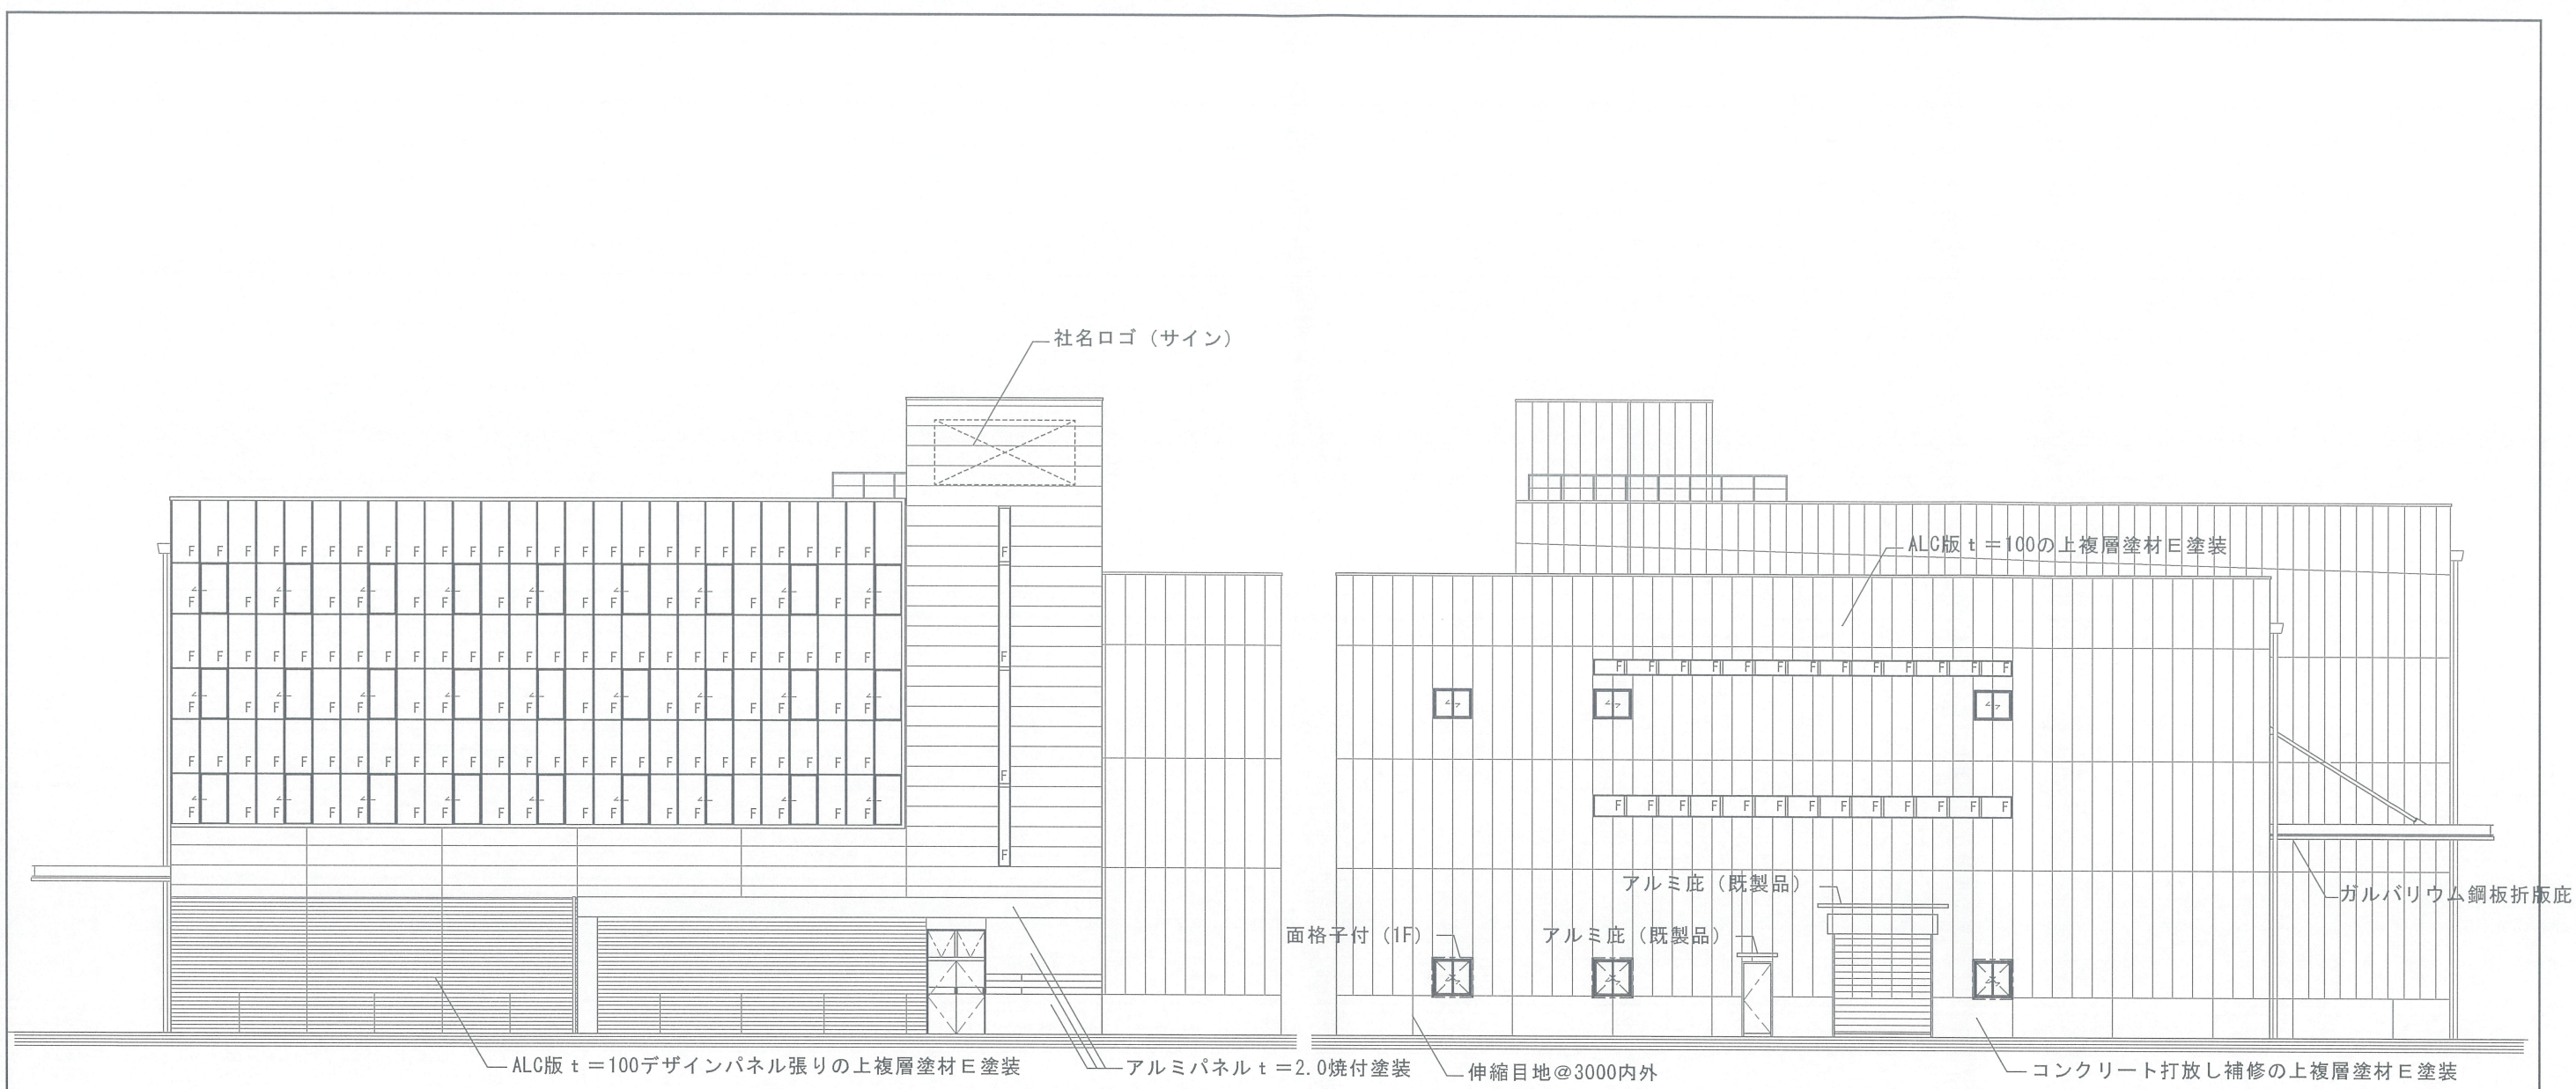 社名ロゴ（サイン）
F F F F F F F F F F F F F F F F F F F F F F F F F F
F F F F F F F F F F F F F F F F F
F F F F F F F F F F F F F F F F F F F F F F F F F F
F F F F F F F F F F F F F F F F F
F F F F F F F F F F F F F F F F F F F F F F F F F
F F F F F F F F F F F F F F F F F
F
F
ALC版ｔ＝100の上複層塗材Ｅ塗装
F F F F F F F F F F F F F
F F F F F F F F F F F F F
アルミ庇（既製品）
ガルバリウム鋼板折版庇
面格子付（1F）
アルミ庇（既製品）
ALC版ｔ＝100デザインパネル張りの上複層塗材Ｅ塗装
アルミパネルｔ＝2.0焼付塗装
伸縮目地@3000内外
コンクリート打放し補修の上複層塗材Ｅ塗装